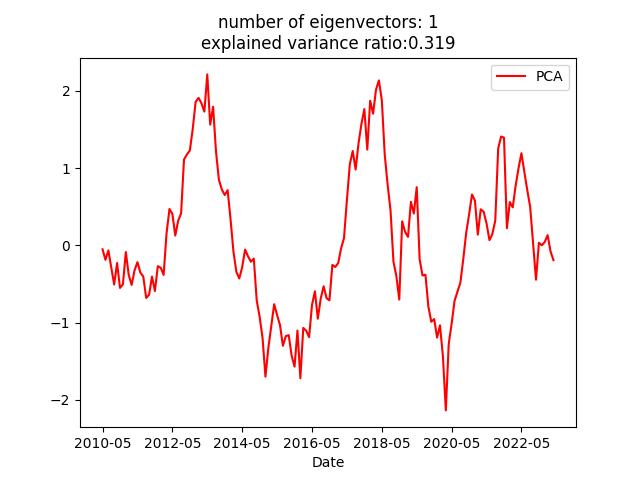 number of eigenvectors: 1
explained variance ratio:0.319
PCA
2
1
0
−1
−2
2010-05 2012-05 2014-05 2016-05 2018-05 2020-05 2022-05
Date